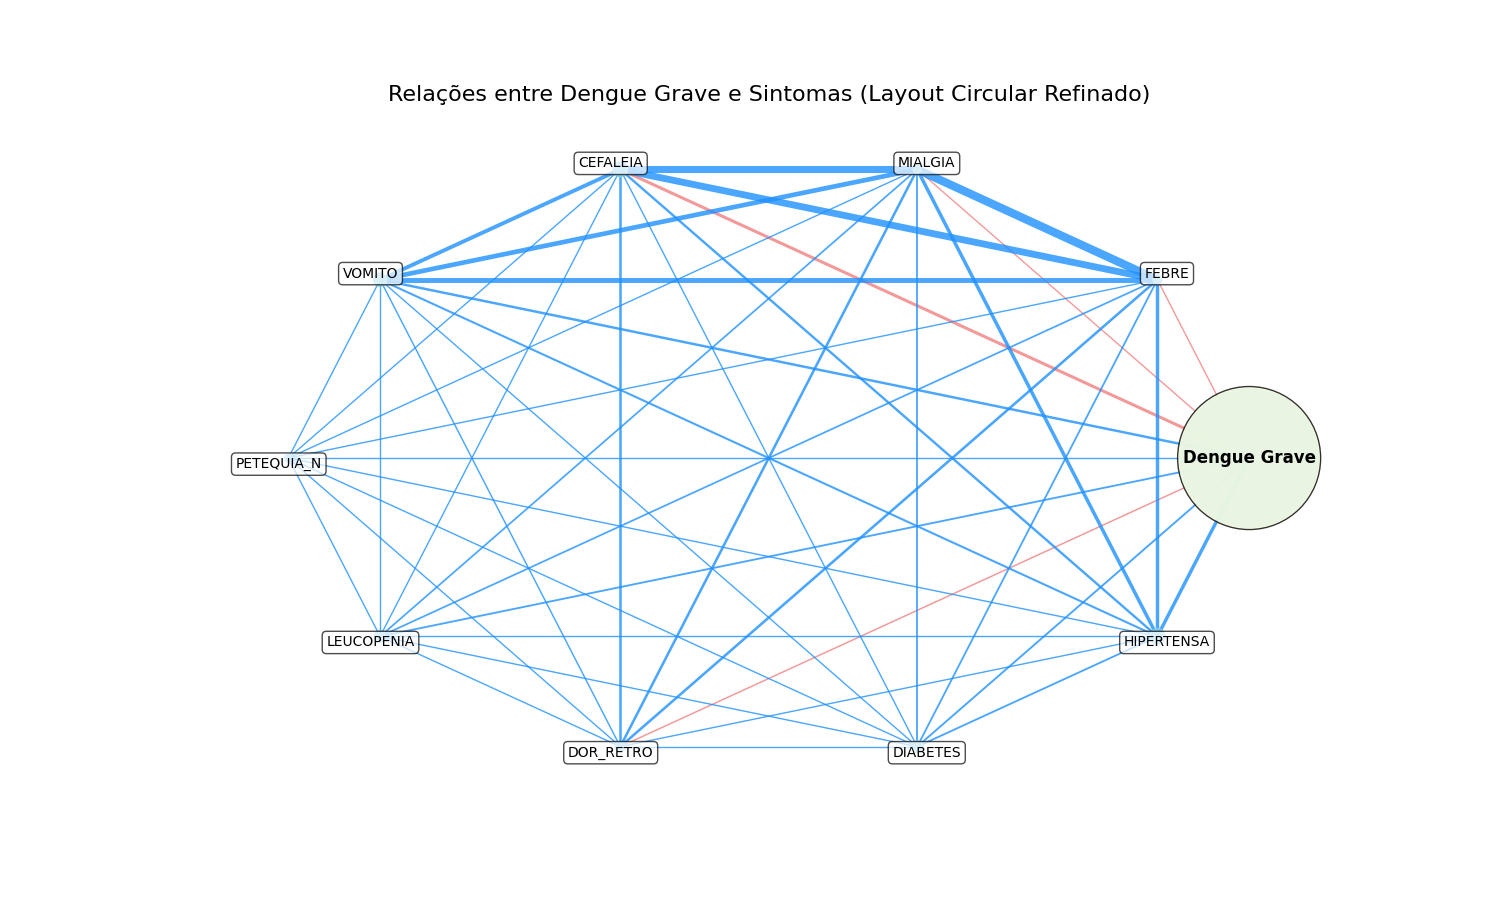 Relações entre Dengue Grave e Sintomas (Layout Circular Refinado)
CEFALEIA
MIALGIA
VOMITO
FEBRE
Dengue Grave
PETEQUIA_N
LEUCOPENIA
HIPERTENSA
DOR_RETRO
DIABETES